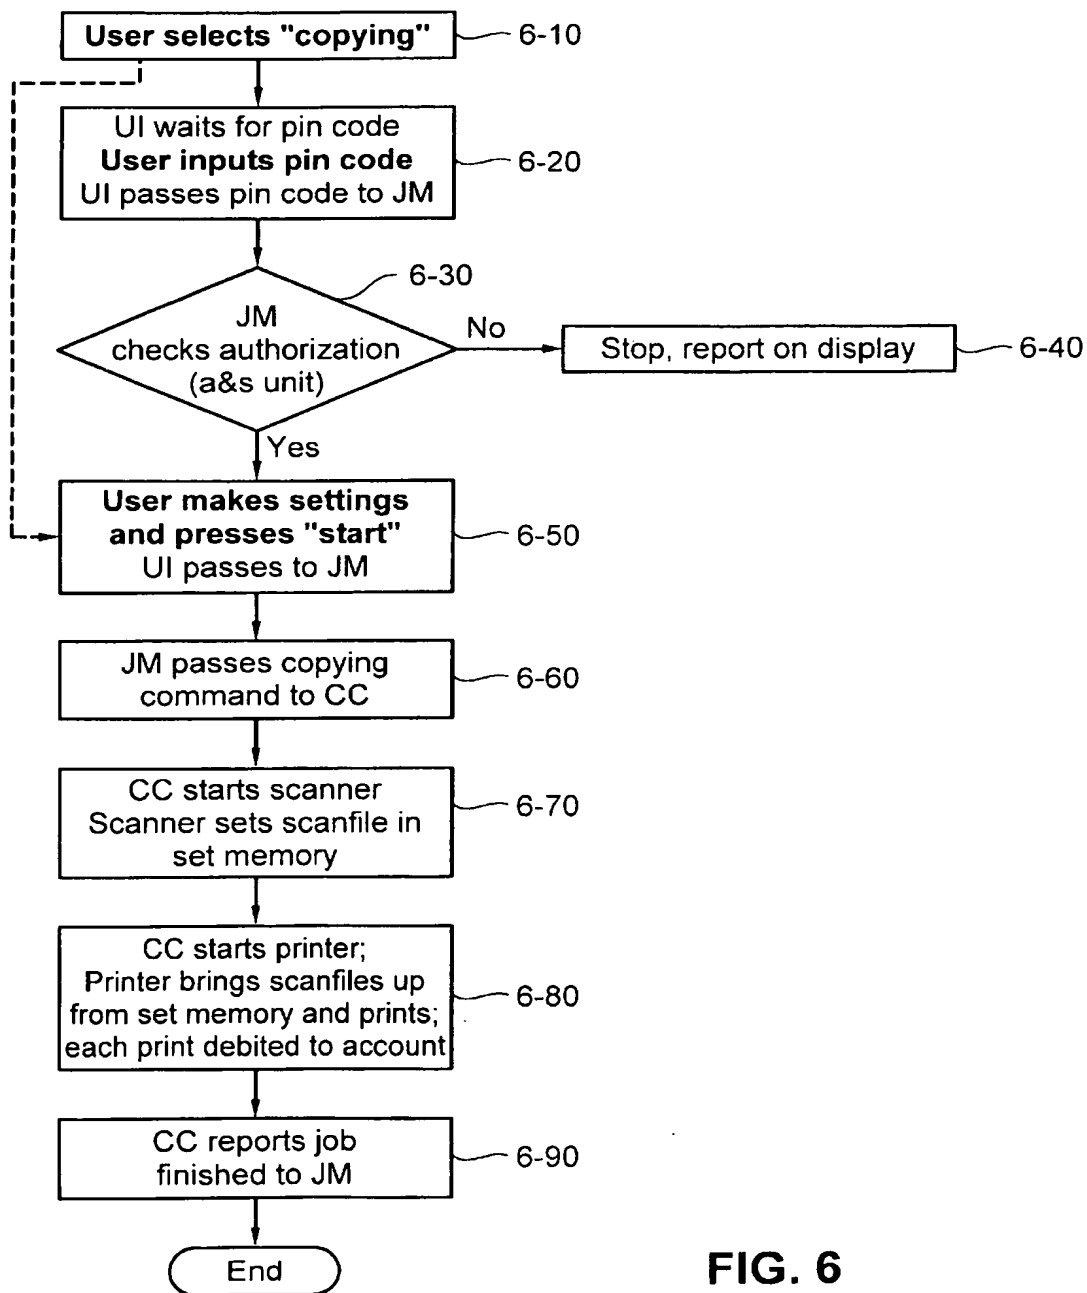 User selects "copying"
6-10
UI waits for pin code
User inputs pin code
UI passes pin code to JM
6-20
6-30
JM
checks authorization
(a&s unit)
No
Stop, report on display
6-40
Yes
User makes settings
and presses "start"
UI passes to JM
6-50
JM passes copying
command to CC
6-60
CC starts scanner
Scanner sets scanfile in
set memory
6-70
CC starts printer;
Printer brings scanfiles up
from set memory and prints;
each print debited to account
6-80
CC reports job
finished to JM
6-90
End
FIG. 6